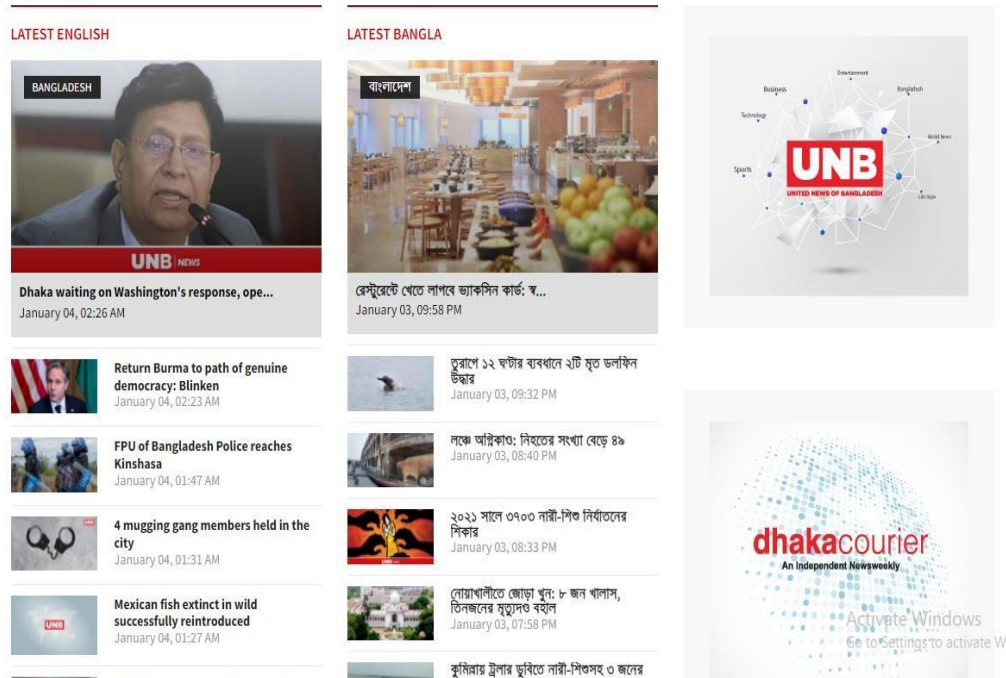 LATEST ENGLISH
BANGLADESH
UNB NEWS
Dhaka waiting on Washington's response, ope...
January 04, 02:26 AM
Return Burma to path of genuine
democracy: Blinken
January 04, 02:23 AM
FPU of Bangladesh Police reaches
Kinshasa
January 04, 01:47 AM
4 mugging gang members held in the
city
January 04, 01:31 AM
UNB
Mexican fish extinct in wild
successfully reintroduced
January 04, 01:27 AM
LATEST BANGLA
বাংলাদেশ
রেস্টুরেন্টে খেতে লাগবে ভ্যাকসিন কার্ড: স্ব...
January 03, 09:58 PM
তুরাগে ১২ ঘণ্টার ব্যবধানে ২টি মৃত ডলফিন
উদ্ধার
January 03, 09:32 PM
লঞ্চে অগ্নিকাণ্ড: নিহতের সংখ্যা বেড়ে ৪৯
January 03, 08:40 PM
২০২১ সালে ৩৭০৩ নারী-শিশু নির্যাতনের
শিকার
January 03, 08:33 PM
নোয়াখালীতে জোড়া খুন: ৮ জন খালাস,
তিনজনের মৃত্যুদণ্ড বহাল
January 03, 07:58 PM
কুমিল্লায় ট্রলার ডুবিতে নারী-শিশুসহ ৩ জনের
Entertainment
Business
Bangladesh
Technology
World News
Sports
Life Style
UNB
UNITED NEWS OF BANGLADESH
dhakacourier
An Independent Newsweekly
Activate Windows
Go to Settings to activate W